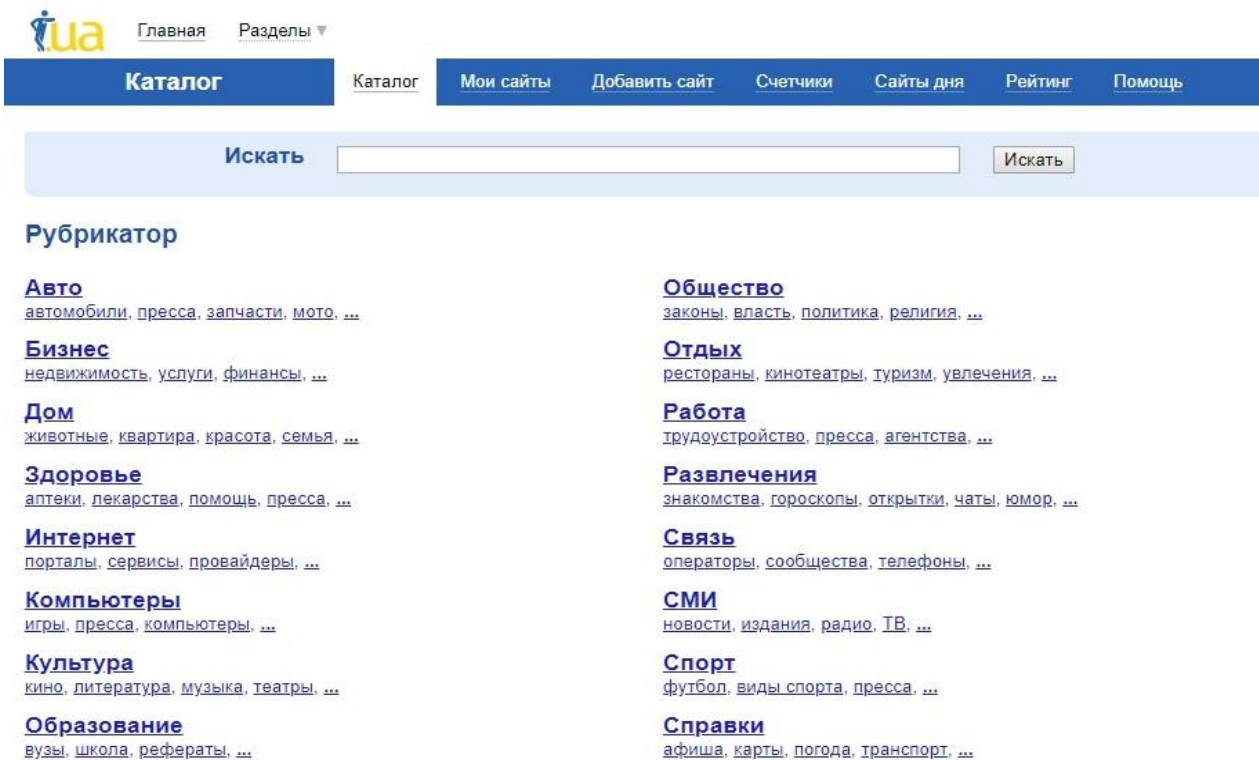 i.ua Главная Разделы ▼
Каталог Каталог Мои сайты Добавить сайт Счетчики Сайты дня Рейтинг Помощь
Искать Искать
Рубрикатор
Авто
автомобили, пресса, запчасти, мото, ...
Бизнес
недвижимость, услуги, финансы, ...
Дом
животные, квартира, красота, семья, ...
Здоровье
аптеки, лекарства, помощь, пресса, ...
Интернет
порталы, сервисы, провайдеры, ...
Компьютеры
игры, пресса, компьютеры, ...
Культура
кино, литература, музыка, театры, ...
Образование
вузы, школа, рефераты, ...
Общество
законы, власть, политика, религия, ...
Отдых
рестораны, кинотеатры, туризм, увлечения, ...
Работа
трудоустройство, пресса, агентства, ...
Развлечения
знакомства, гороскопы, открытки, чаты, юмор, ...
Связь
операторы, сообщества, телефоны, ...
СМИ
новости, издания, радио, ТВ, ...
Спорт
футбол, виды спорта, пресса, ...
Справки
афиша, карты, погода, транспорт, ...